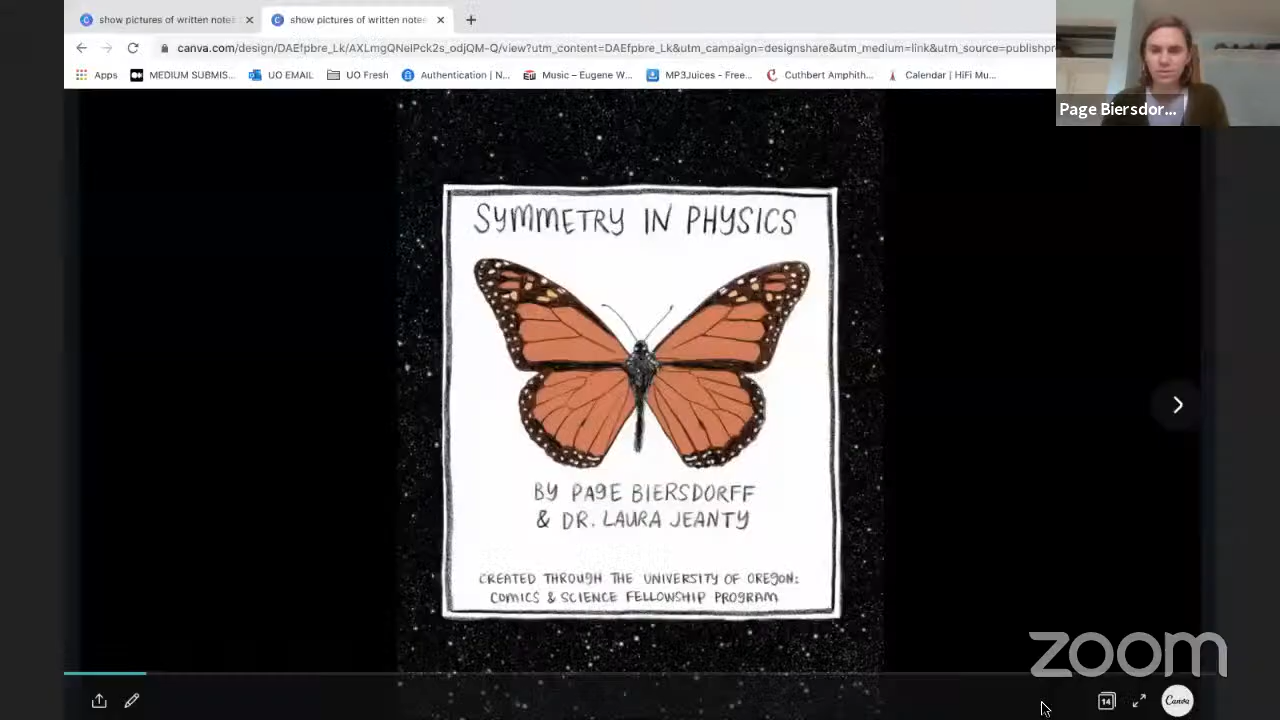 show pictures of written notes
show pictures of written notes
canva.com/design/DAEfpbre_Lk/AXLmgQNeiPck2s_odjQM-Q/view?utm_content=DAEfpbre_Lk&utm_campaign=designshare&utm_medium=link&utm_source=publishpr
Apps
MEDIUM SUBMIS...
UO EMAIL
UO Fresh
Authentication | N...
Music – Eugene W...
MP3Juices - Free...
Cuthbert Amphith...
Calendar | HiFi Mu...
Page Biersdor...
SYMMETRY IN PHYSICS
BY PAGE BIERSDORFF
& DR. LAURA JEANTY
CREATED THROUGH THE UNIVERSITY OF OREGON:
COMICS & SCIENCE FELLOWSHIP PROGRAM
zoom
14
Canva